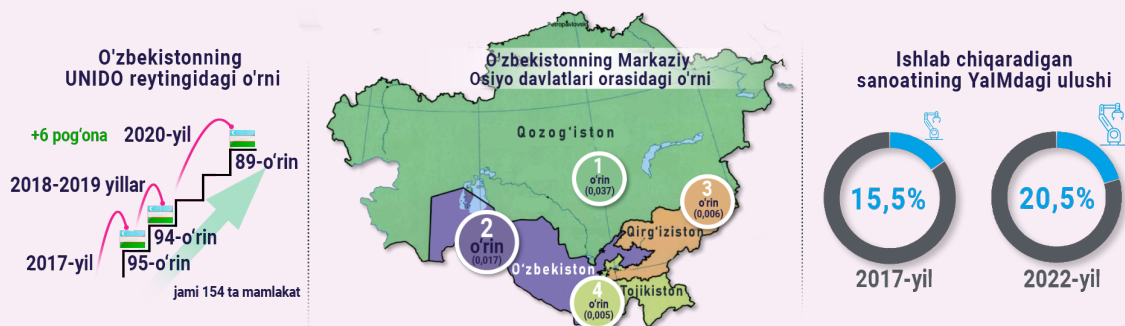 O'zbekistonning
UNIDO reytingidagi o'rni
+6 pog‘ona
2020-yil
89-o‘rin
2018-2019 yillar
94-o‘rin
2017-yil
95-o‘rin
jami 154 ta mamlakat
Petropavlovsk
O'zbekistonning Markaziy
Osiyo davlatlari orasidagi o'rni
Qozog‘iston
1
o‘rin
(0,037)
3
o‘rin
(0,006)
Qirg‘iziston
2
o‘rin
(0,017)
O‘zbekiston
4
o‘rin
(0,005)
Tojikiston
Ishlab chiqaradigan
sanoatining YaIMdagi ulushi
15,5%
2017-yil
20,5%
2022-yil